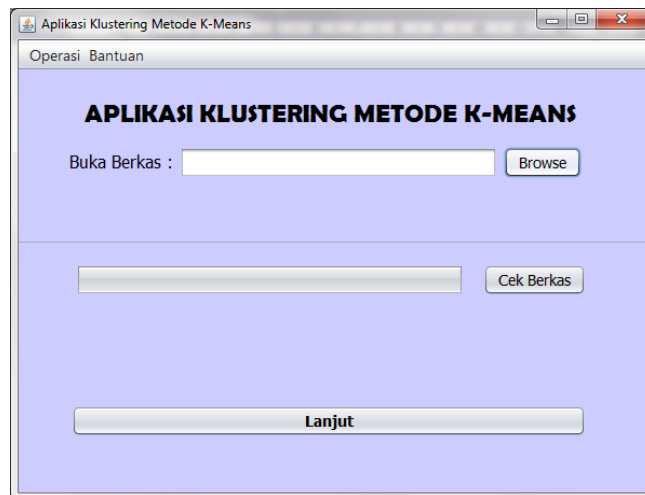 Aplikasi Klustering Metode K-Means
Operasi Bantuan
APLIKASI KLUSTERING METODE K-MEANS
Buka Berkas : Browse
Cek Berkas
Lanjut